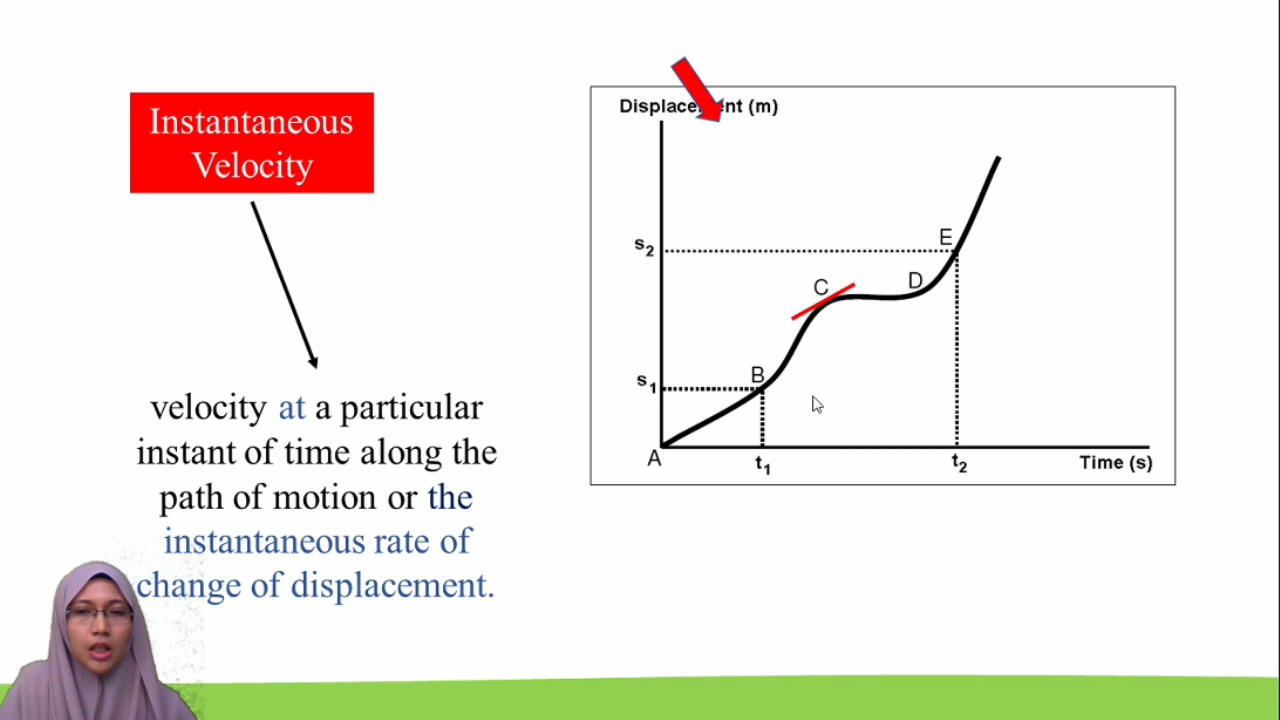 Instantaneous
Velocity
velocity at a particular
instant of time along the
path of motion or the
instantaneous rate of
change of displacement.
Displacement (m)
s2
E
C
D
s1
B
A
t1
t2
Time (s)